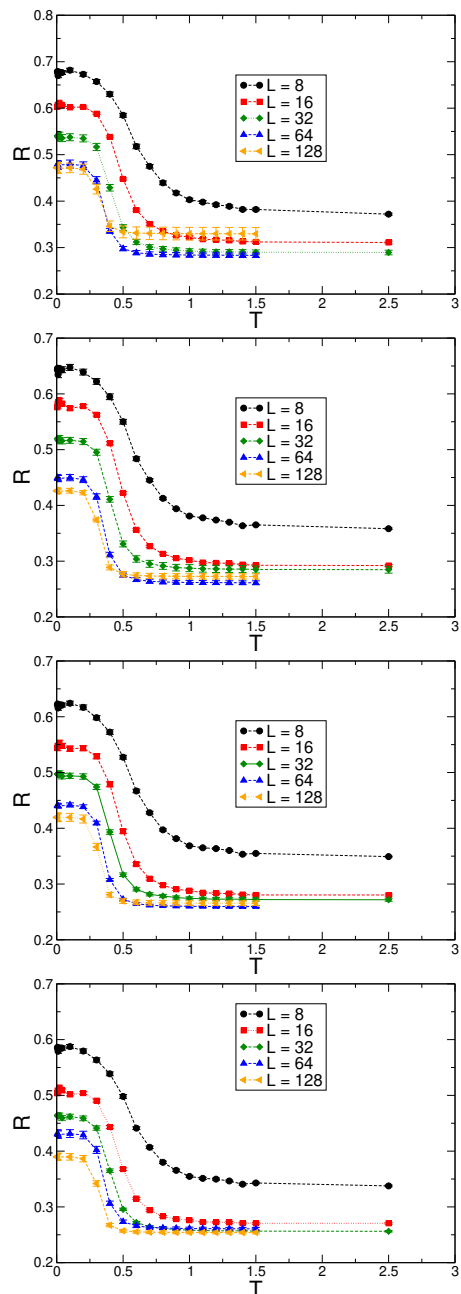 0.8
0.7
0.6
0.5
0.4
0.3
0.2
R
L = 8
L = 16
L = 32
L = 64
L = 128
0 0.5 1 1.5 2 2.5 3
T
0.7
0.6
0.5
0.4
0.3
0.2
R
L = 8
L = 16
L = 32
L = 64
L = 128
0 0.5 1 1.5 2 2.5 3
T
0.7
0.6
0.5
0.4
0.3
0.2
R
L = 8
L = 16
L = 32
L = 64
L = 128
0 0.5 1 1.5 2 2.5 3
T
0.7
0.6
0.5
0.4
0.3
0.2
R
L = 8
L = 16
L = 32
L = 64
L = 128
0 0.5 1 1.5 2 2.5 3
T